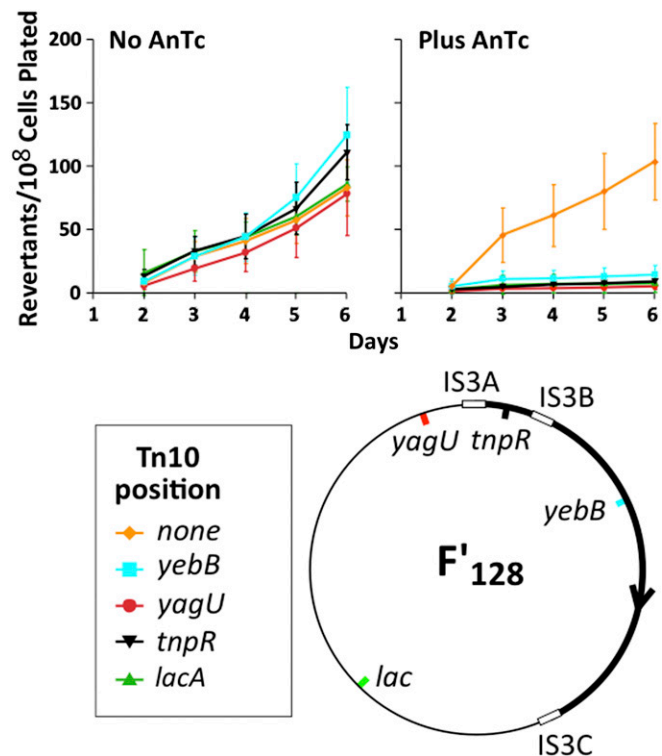 No AnTc
Plus AnTc
Revertants/10⁸ Cells Plated
200
150
100
50
0
1 2 3 4 5 6
1 2 3 4 5 6
Days
Tn10
position
none
yebB
yagU
tnpR
lacA
IS3A
IS3B
yagU
tnpR
yebB
F'128
lac
IS3C